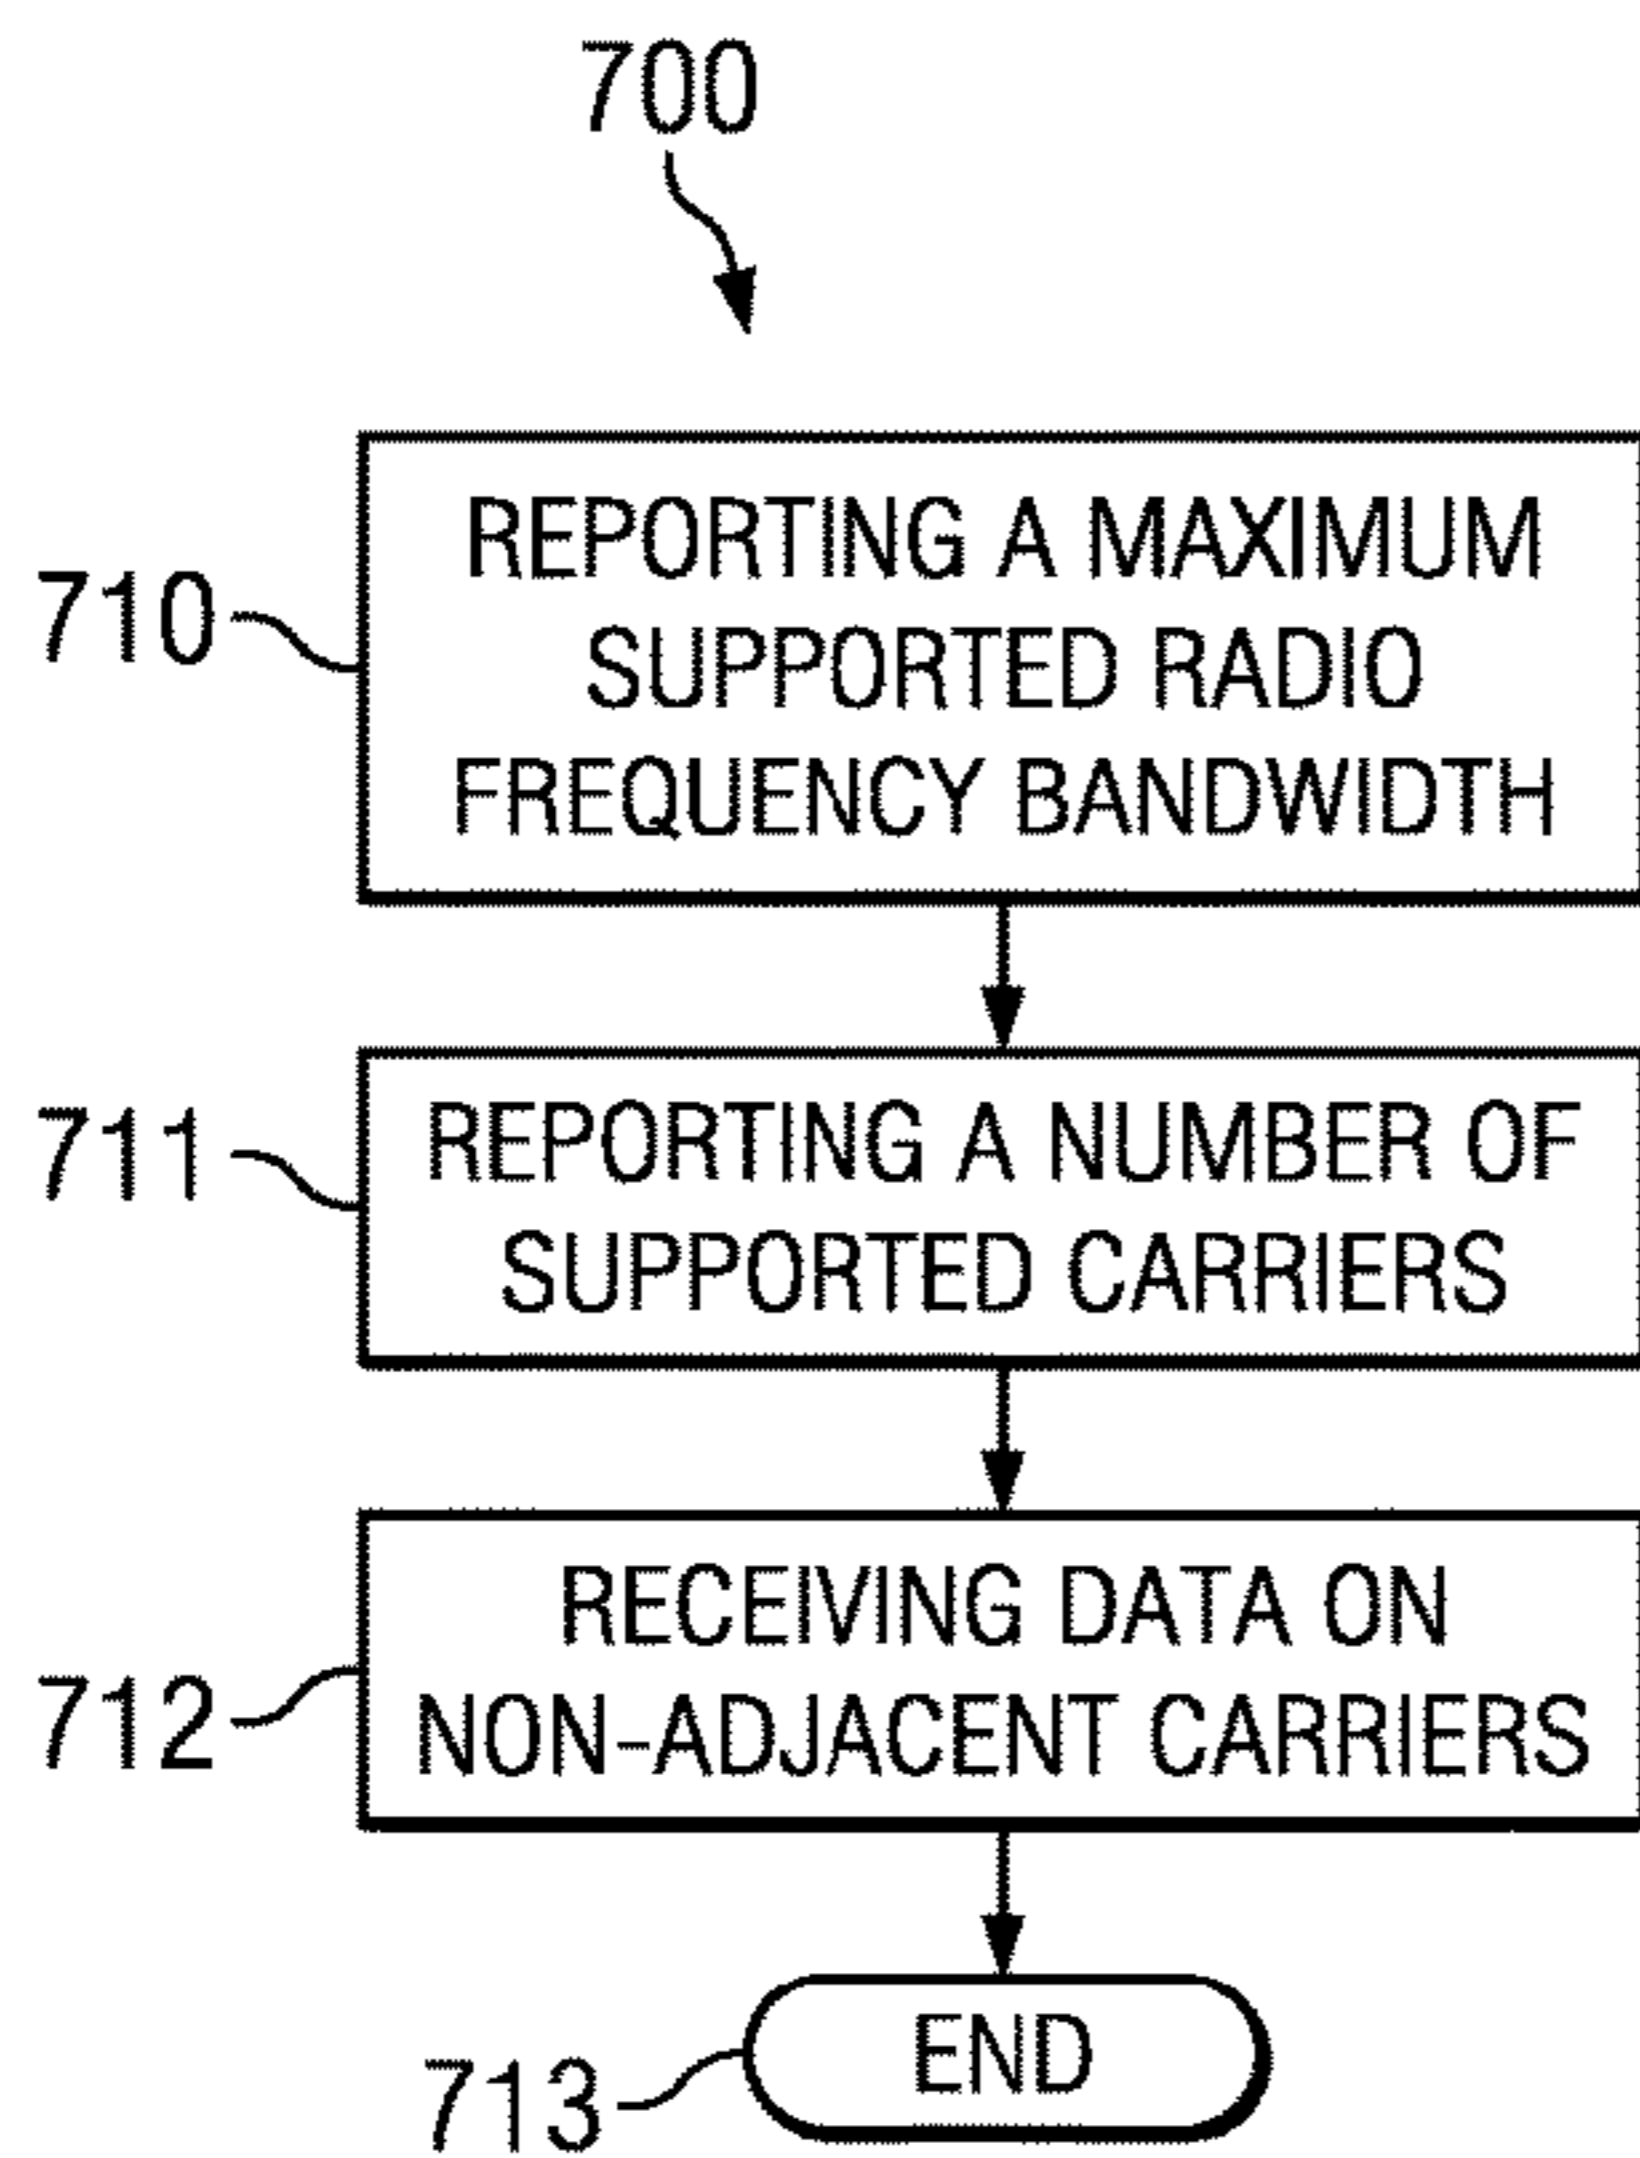 700
710
REPORTING A MAXIMUM
SUPPORTED RADIO
FREQUENCY BANDWIDTH
711
REPORTING A NUMBER OF
SUPPORTED CARRIERS
712
RECEIVING DATA ON
NON-ADJACENT CARRIERS
713
END